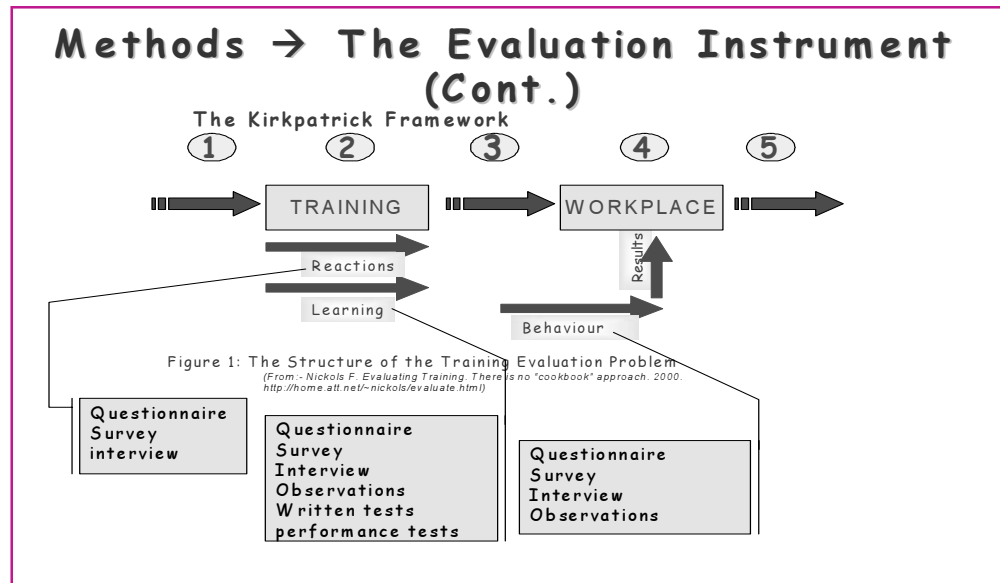 Methods → The Evaluation Instrument
(Cont.)
The Kirkpatrick Framework
1 2 3 4 5
TRAINING
WORKPLACE
Reactions
Learning
Results
Behaviour
Figure 1: The Structure of the Training Evaluation Problem
(From:- Nickols F. Evaluating Training. There is no "cookbook" approach. 2000.
http://home.att.net/~nickols/evaluate.html)
Questionnaire
Survey
interview
Questionnaire
Survey
Interview
Observations
Written tests
performance tests
Questionnaire
Survey
Interview
Observations